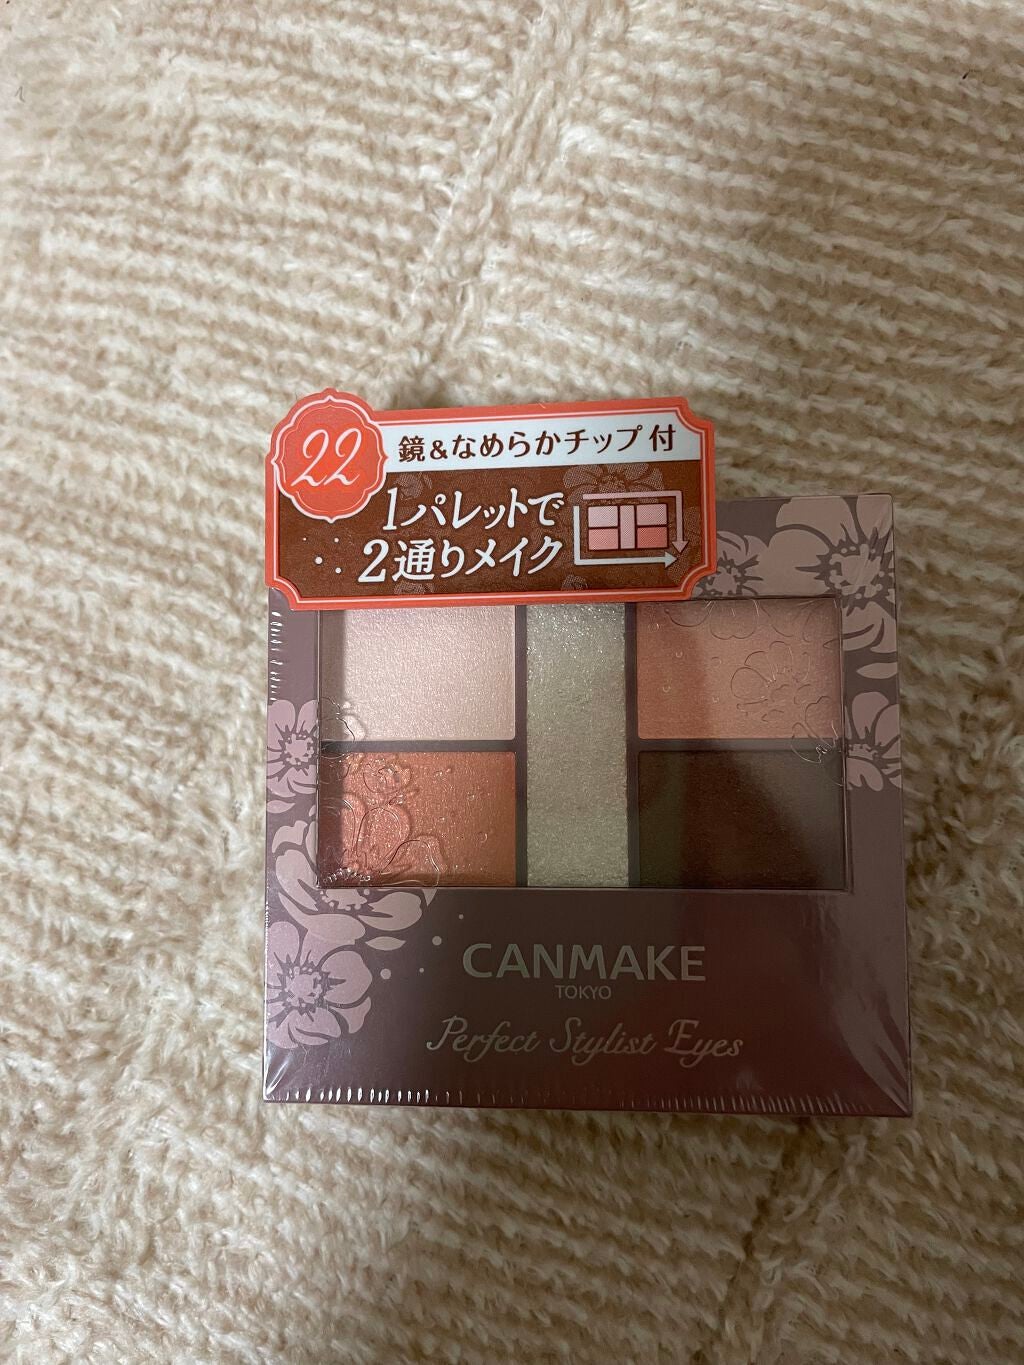 22
鏡&なめらかチップ付
1パレットで
2通りメイク
CANMAKE
TOKYO
Perfect Stylist Eyes